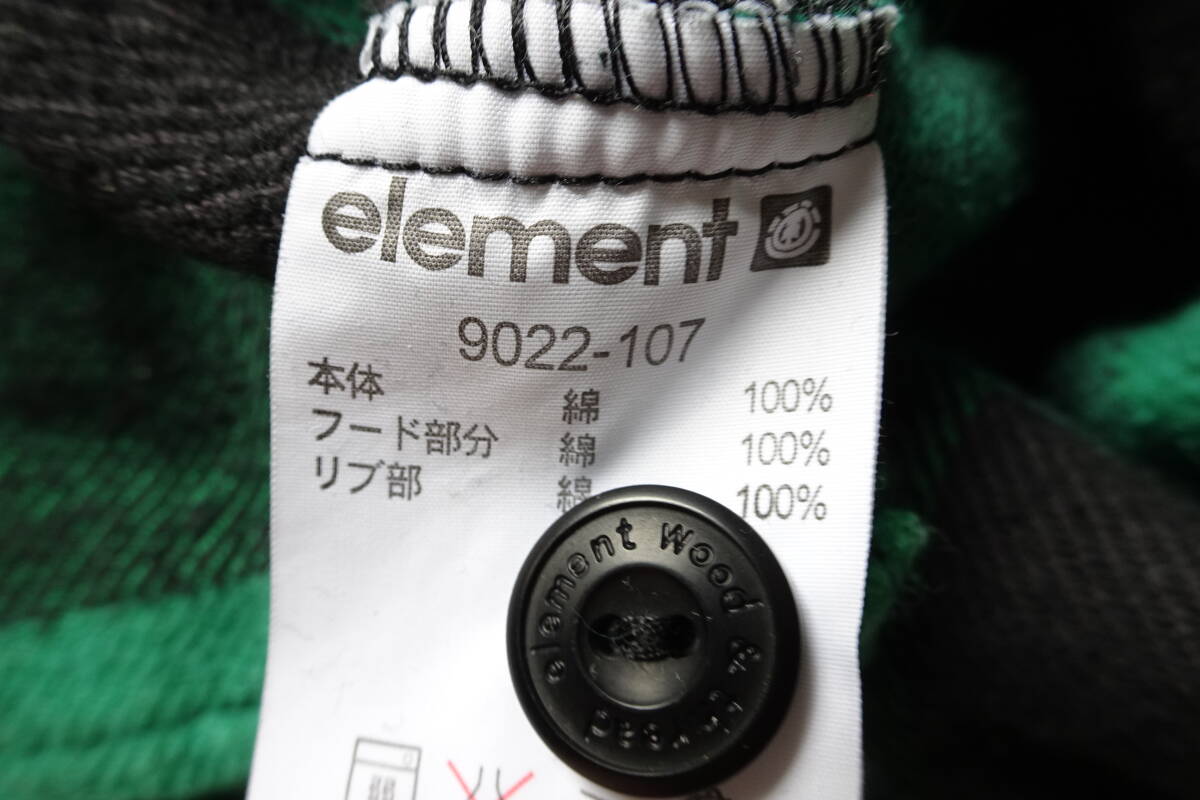 element
9022-107
本体 綿 100%
フード部分 綿 100%
リブ部 綿 100%
element Wood &